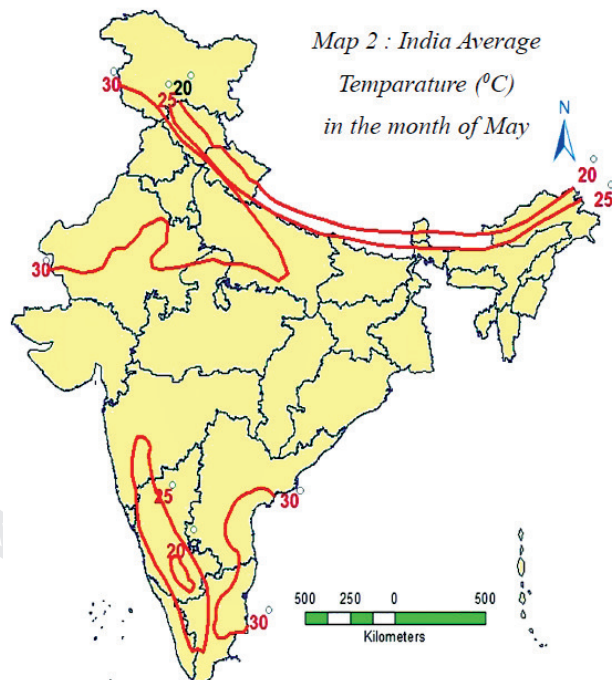 Map 2 : India Average
Temparature (⁰C)
in the month of May
N
30
20
25
20
25
30
25
20
30
30
500 250 0 500
Kilometers